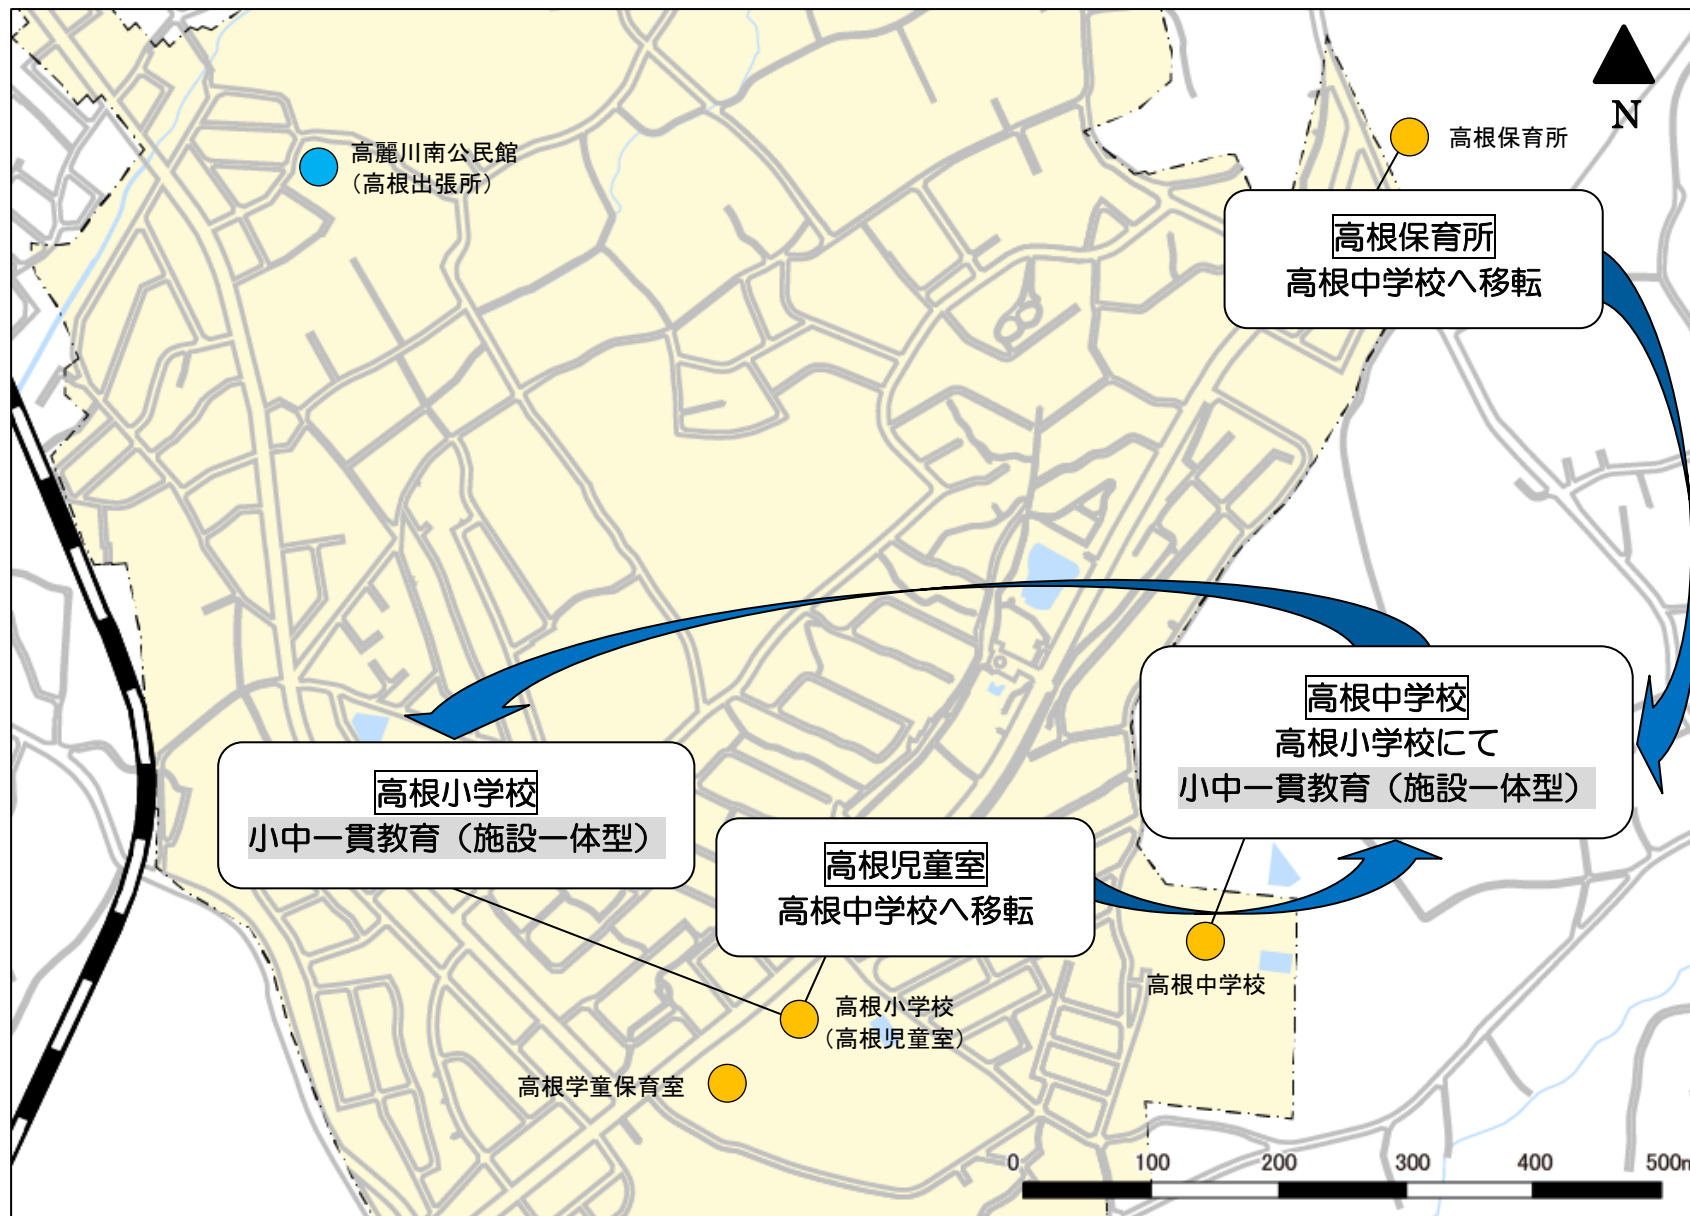 N
高麗川南公民館
（高根出張所）
高根保育所
高根保育所
高根中学校へ移転
高根中学校
高根小学校にて
小中一貫教育（施設一体型）
高根小学校
小中一貫教育（施設一体型）
高根児童室
高根中学校へ移転
高根中学校
高根小学校
（高根児童室）
高根学童保育室
0 100 200 300 400 500m